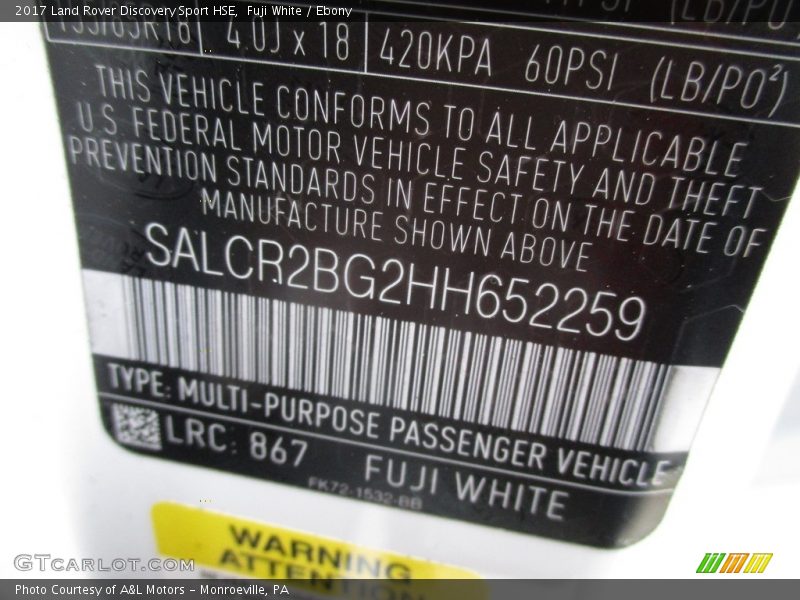 2017 Land Rover Discovery Sport HSE, Fuji White / Ebony
4.0J x 18 420KPA 60PSI (LB/PO²)
THIS VEHICLE CONFORMS TO ALL APPLICABLE
U.S. FEDERAL MOTOR VEHICLE SAFETY AND THEFT
PREVENTION STANDARDS IN EFFECT ON THE DATE OF
MANUFACTURE SHOWN ABOVE
SALCR2BG2HH652259
TYPE: MULTI-PURPOSE PASSENGER VEHICLE
LRC: 867 FUJI WHITE
FK72-1532-BB
WARNING
ATTENTION
GTCarLot.com
Photo Courtesy of A&L Motors - Monroeville, PA